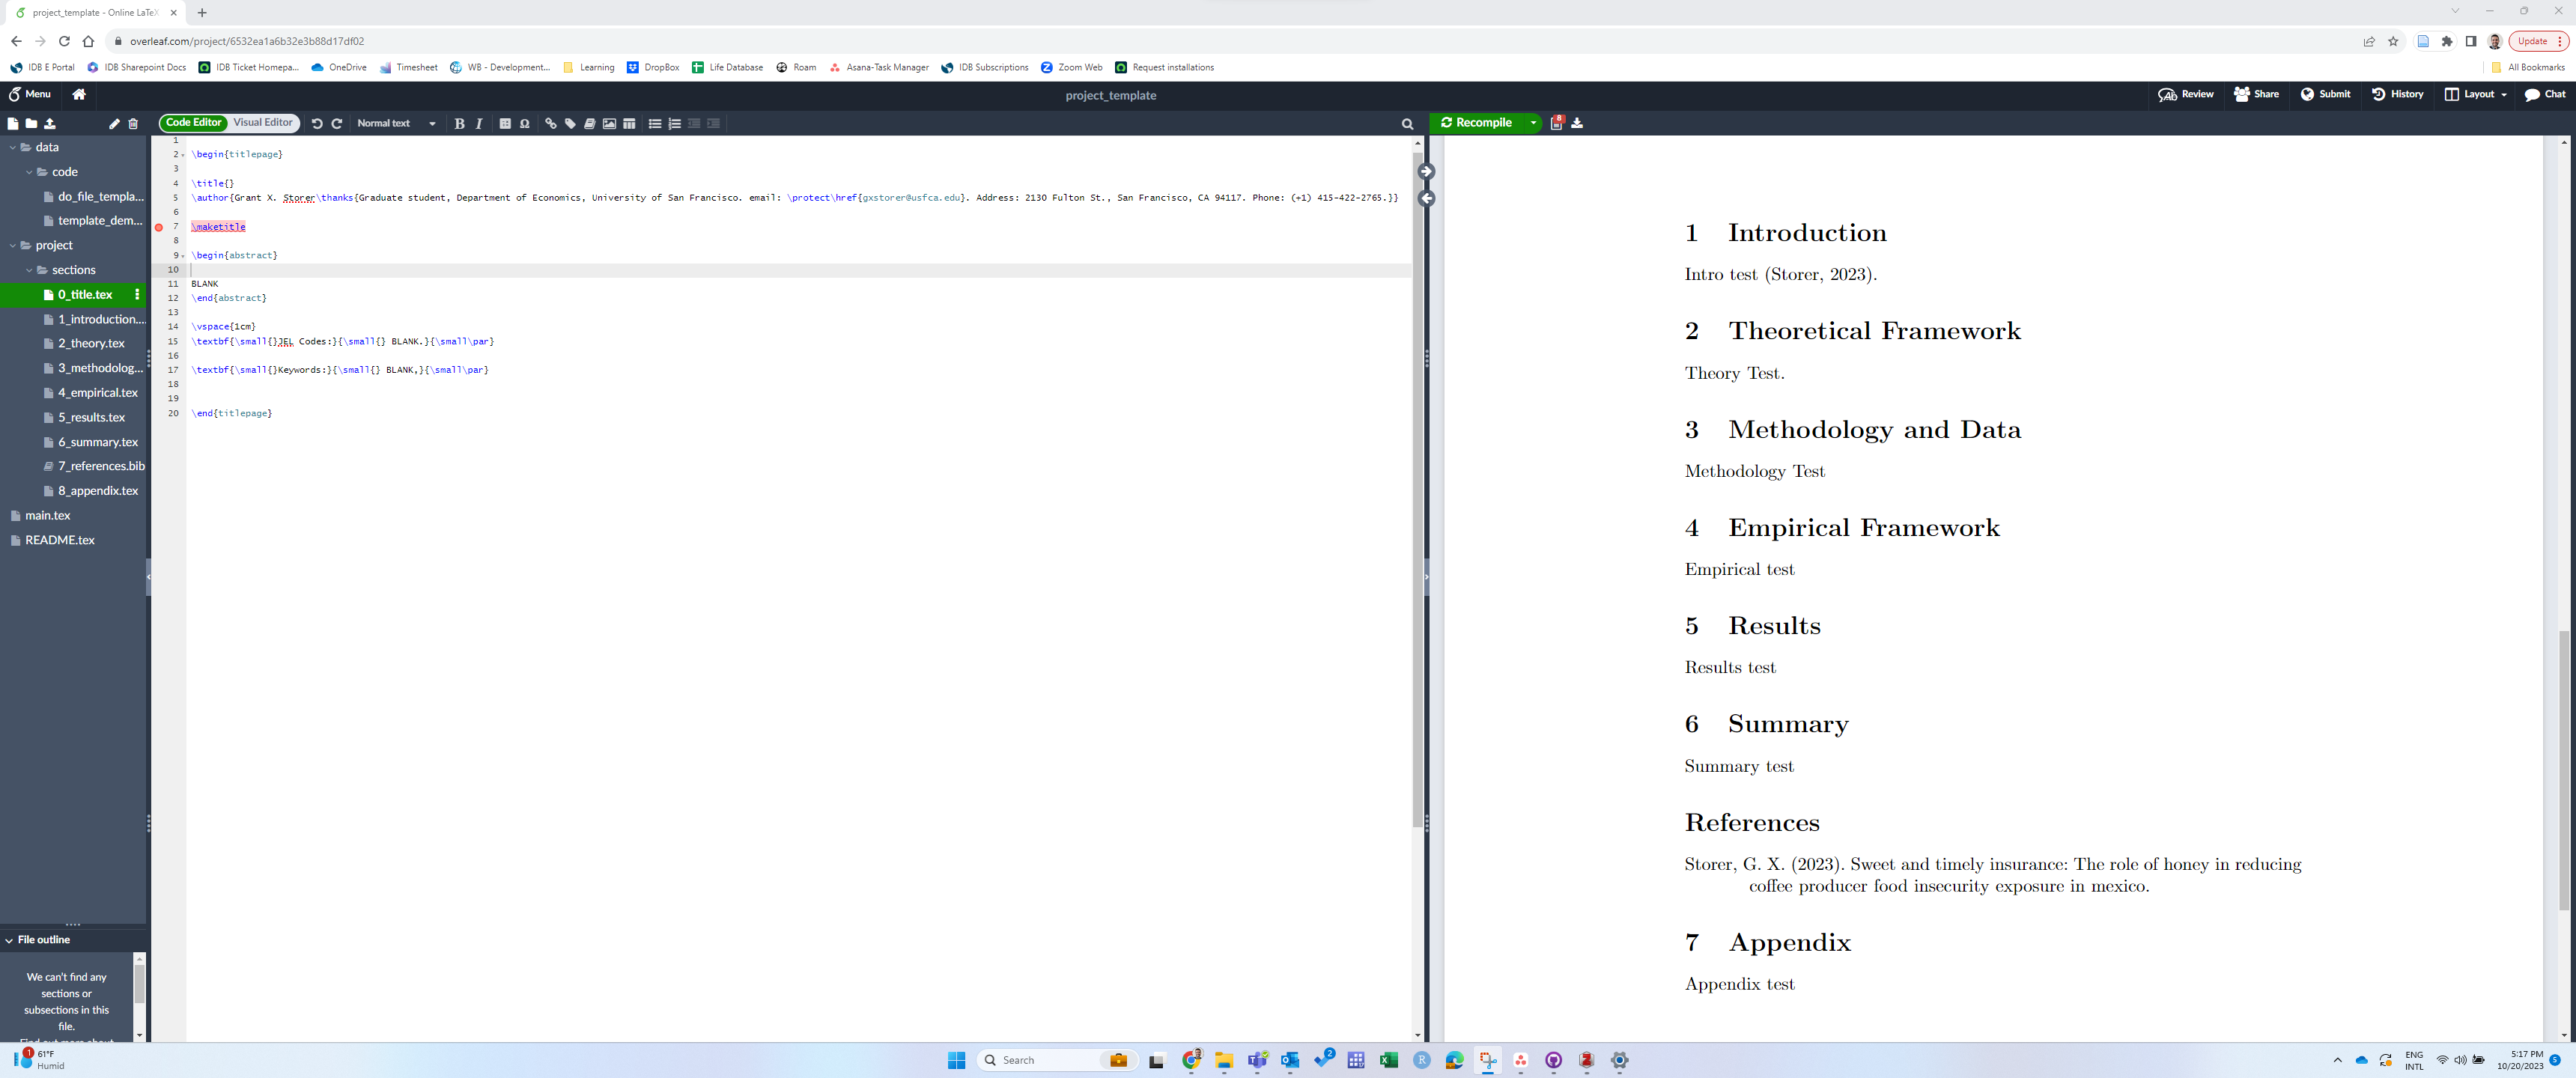 project_template - Online LaTeX
overleaf.com/project/6532ea1a6b32e3b88d17df02
Update
IDB E Portal
IDB Sharepoint Docs
IDB Ticket Homepa...
OneDrive
Timesheet
WB - Development...
Learning
DropBox
Life Database
Roam
Asana-Task Manager
IDB Subscriptions
Zoom Web
Request installations
All Bookmarks
Menu
project_template
Review
Share
Submit
History
Layout
Chat
Code Editor
Visual Editor
Normal text
B
I
Ω
Recompile
8
data
code
do_file_templa...
template_dem...
project
sections
0_title.tex
1_introduction....
2_theory.tex
3_methodolog...
4_empirical.tex
5_results.tex
6_summary.tex
7_references.bib
8_appendix.tex
main.tex
README.tex
File outline
We can't find any
sections or
subsections in this
file.
1
2 \begin{titlepage}
3
4 \title{}
5 \author{Grant X. Storer\thanks{Graduate student, Department of Economics, University of San Francisco. email: \protect\href{gxstorer@usfca.edu}. Address: 2130 Fulton St., San Francisco, CA 94117. Phone: (+1) 415-422-2765.}}
6
7 \maketitle
8
9 \begin{abstract}
10
11 BLANK
12 \end{abstract}
13
14 \vspace{1cm}
15 \textbf{\small{}JEL Codes:}{\small{} BLANK.}{\small\par}
16
17 \textbf{\small{}Keywords:}{\small{} BLANK,}{\small\par}
18
19
20 \end{titlepage}
1 Introduction
Intro test (Storer, 2023).
2 Theoretical Framework
Theory Test.
3 Methodology and Data
Methodology Test
4 Empirical Framework
Empirical test
5 Results
Results test
6 Summary
Summary test
References
Storer, G. X. (2023). Sweet and timely insurance: The role of honey in reducing
coffee producer food insecurity exposure in mexico.
7 Appendix
Appendix test
1
61°F
Humid
Search
2
ENG
INTL
5:17 PM
10/20/2023
5